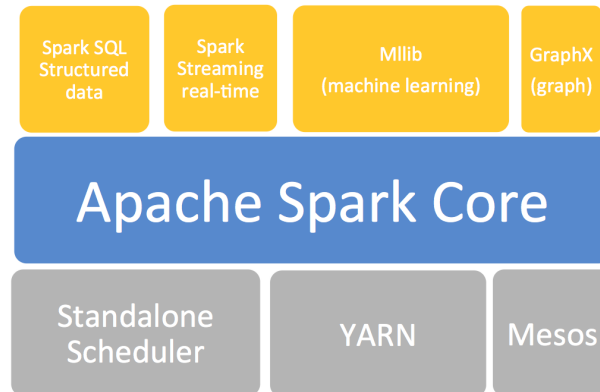 Spark SQL
Structured
data
Spark
Streaming
real-time
Mllib
(machine learning)
GraphX
(graph)
Apache Spark Core
Standalone
Scheduler
YARN
Mesos